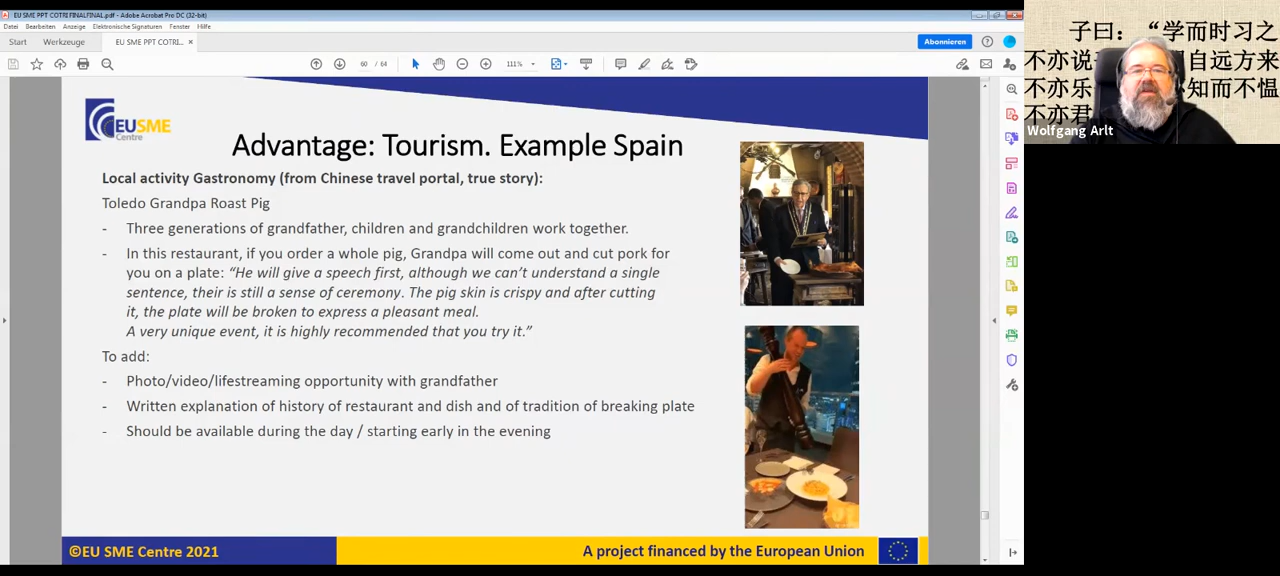 EU SME PPT COTRI FINALFINAL.pdf - Adobe Acrobat Pro DC (32-bit)
Datei Bearbeiten Anzeige Elektronische Signaturen Fenster Hilfe
Start Werkzeuge EU SME PPT COTRI... × Abonnieren
60 / 64 111%
EUSME
Centre
Advantage: Tourism. Example Spain
Local activity Gastronomy (frm Chinese travel portal, true story):
Toledo Grandpa Roast Pig
- Three generations of grandfather, children and grandchildren work together.
- In this restaurant, if you order a whole pig, Grandpa will come out and cut pork for
you on a plate: “He will give a speech first, although we can’t understand a single
sentence, their is still a sense of ceremony. The pig skin is crispy and after cutting
it, the plate will be broken to express a pleasant meal.
A very unique event, it is highly recommended that you try it.”
To add:
- Photo/video/lifestreaming opportunity with grandfather
- Written explanation of history of restaurant and dish and of tradition of breaking plate
- Should be available during the day / starting early in the evening
©EU SME Centre 2021 A project financed by the European Union
子曰：“学而时习之
不亦说 自远方来
不亦乐 知而不愠
不亦君
Wolfgang Arlt